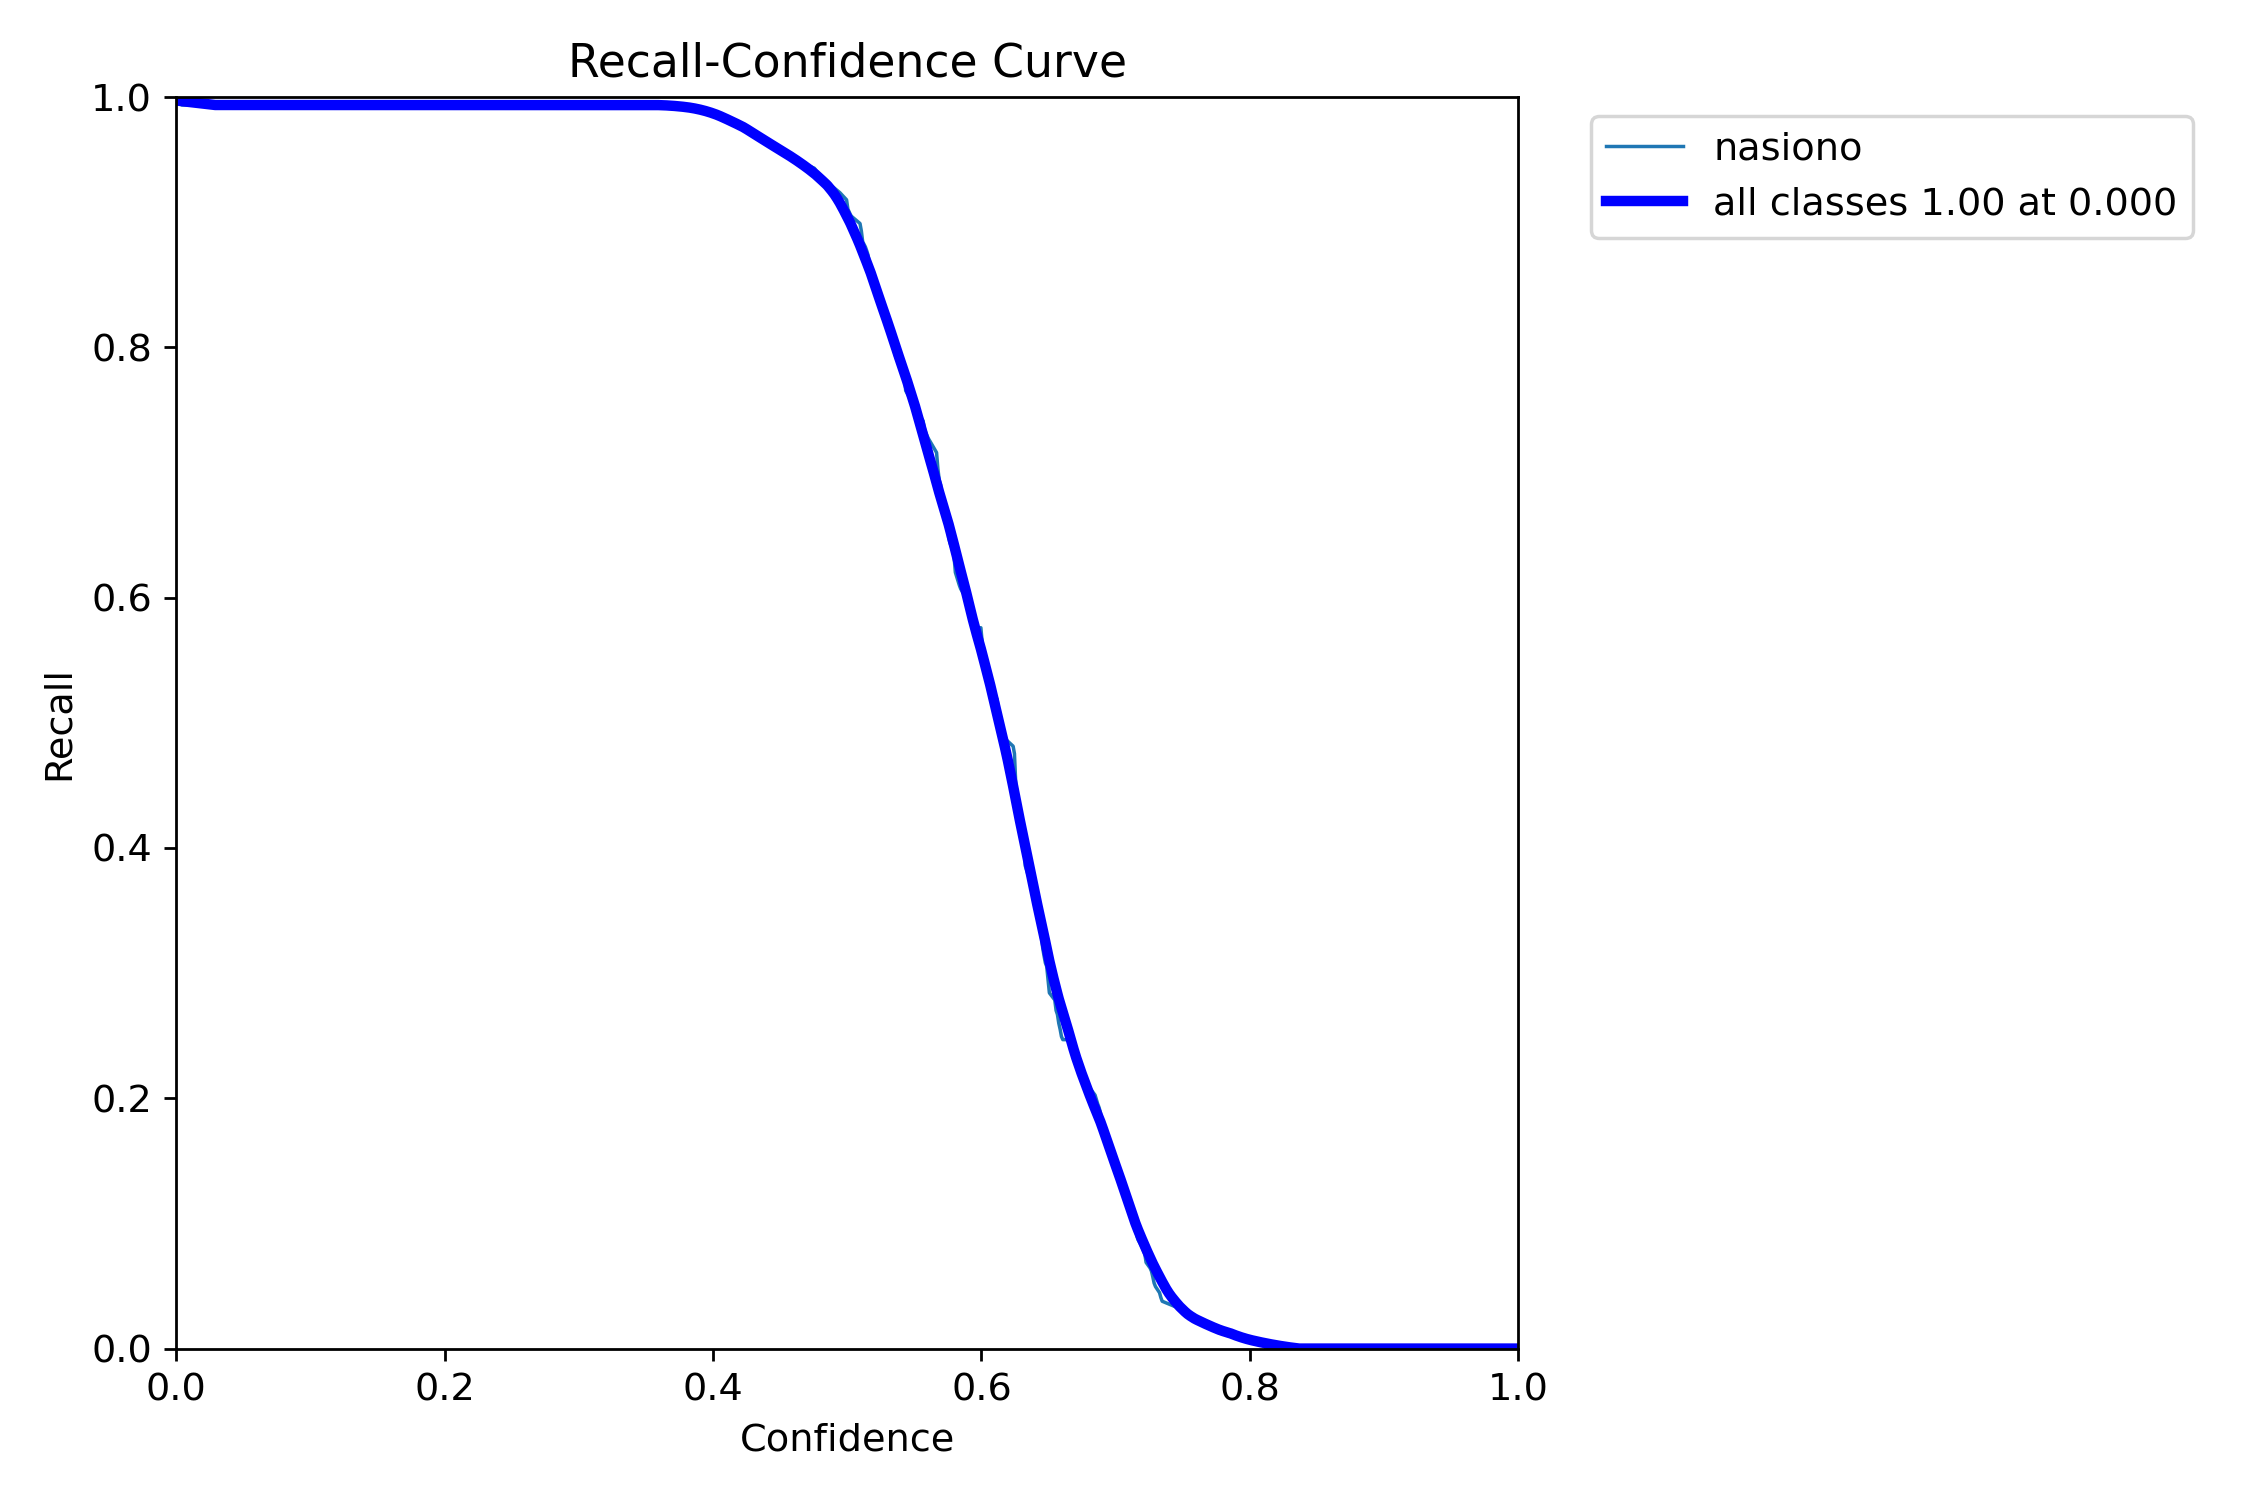 Recall-Confidence Curve
1.0
0.8
0.6
0.4
0.2
0.0
Recall
0.0 0.2 0.4 0.6 0.8 1.0
Confidence
nasiono
all classes 1.00 at 0.000